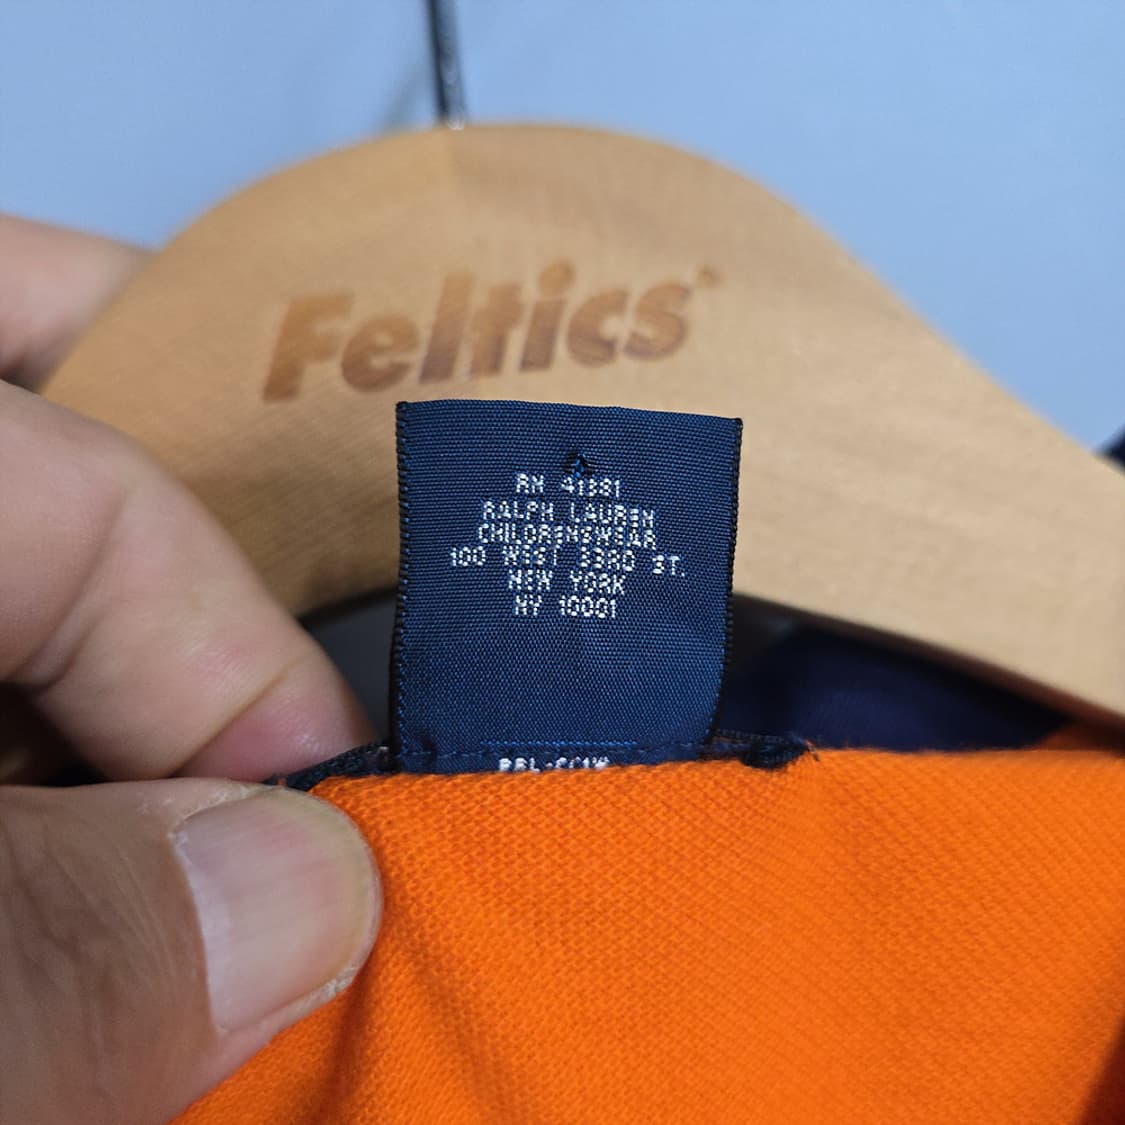 Feltics
RN 41381
RALPH LAUREN
CHILDRENSWEAR
100 WEST 33RD ST.
NEW YORK
NY 10001